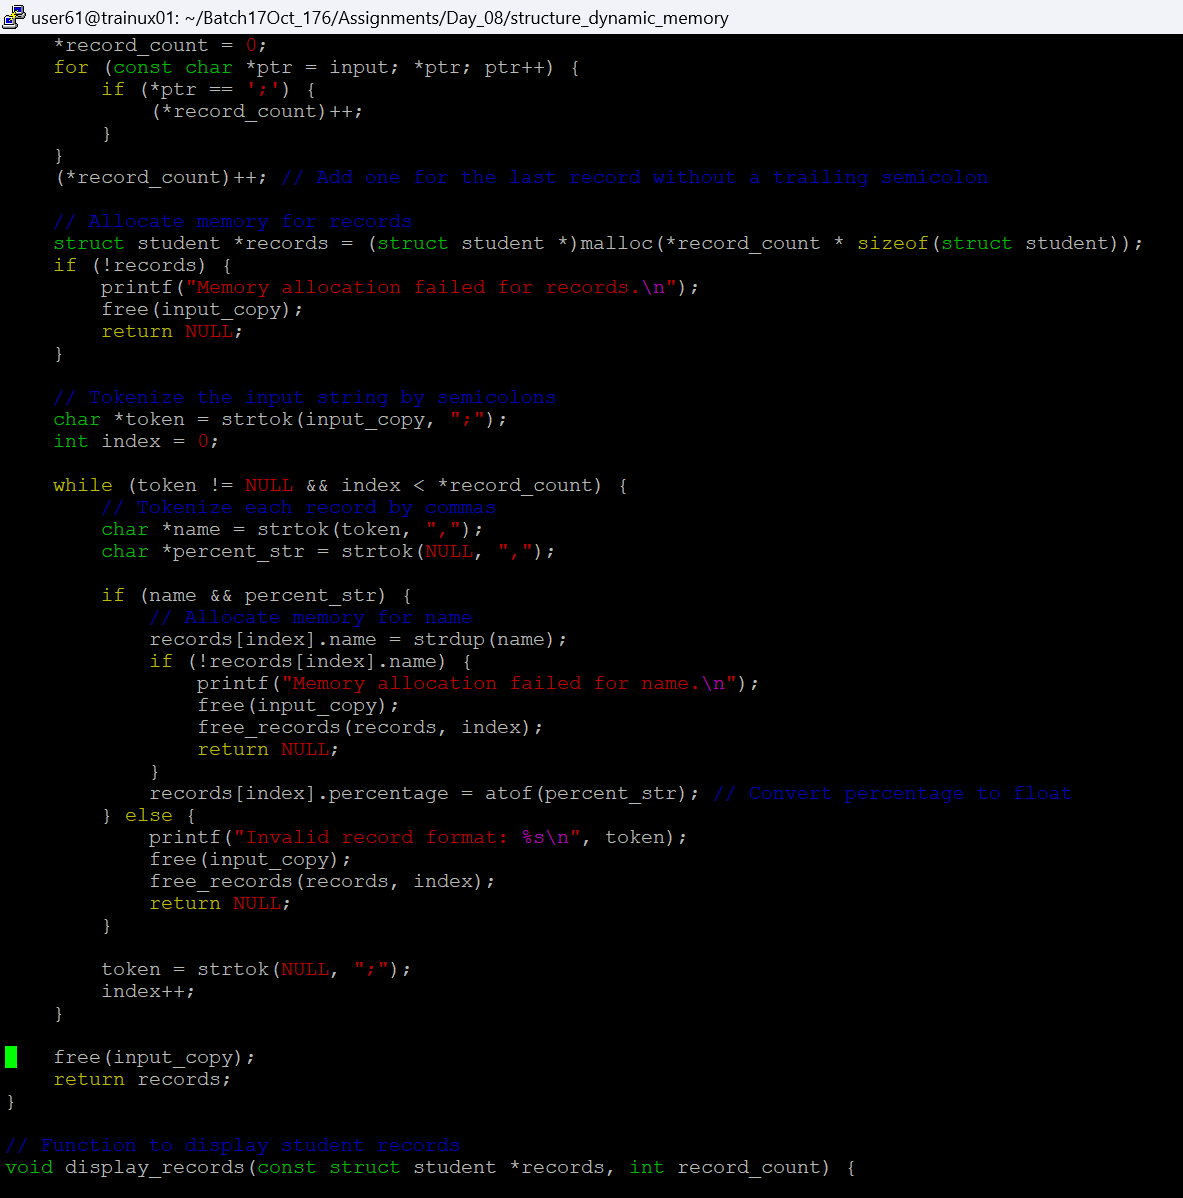 user61@trainux01: ~/Batch17Oct_176/Assignments/Day_08/structure_dynamic_memory
    *record_count = 0;
    for (const char *ptr = input; *ptr; ptr++) {
        if (*ptr == ';') {
            (*record_count)++;
        }
    }
    (*record_count)++; // Add one for the last record without a trailing semicolon

    // Allocate memory for records
    struct student *records = (struct student *)malloc(*record_count * sizeof(struct student));
    if (!records) {
        printf("Memory allocation failed for records.\n");
        free(input_copy);
        return NULL;
    }

    // Tokenize the input string by semicolons
    char *token = strtok(input_copy, ";");
    int index = 0;

    while (token != NULL && index < *record_count) {
        // Tokenize each record by commas
        char *name = strtok(token, ",");
        char *percent_str = strtok(NULL, ",");

        if (name && percent_str) {
            // Allocate memory for name
            records[index].name = strdup(name);
            if (!records[index].name) {
                printf("Memory allocation failed for name.\n");
                free(input_copy);
                free_records(records, index);
                return NULL;
            }
            records[index].percentage = atof(percent_str); // Convert percentage to float
        } else {
            printf("Invalid record format: %s\n", token);
            free(input_copy);
            free_records(records, index);
            return NULL;
        }

        token = strtok(NULL, ";");
        index++;
    }

    free(input_copy);
    return records;
}

// Function to display student records
void display_records(const struct student *records, int record_count) {